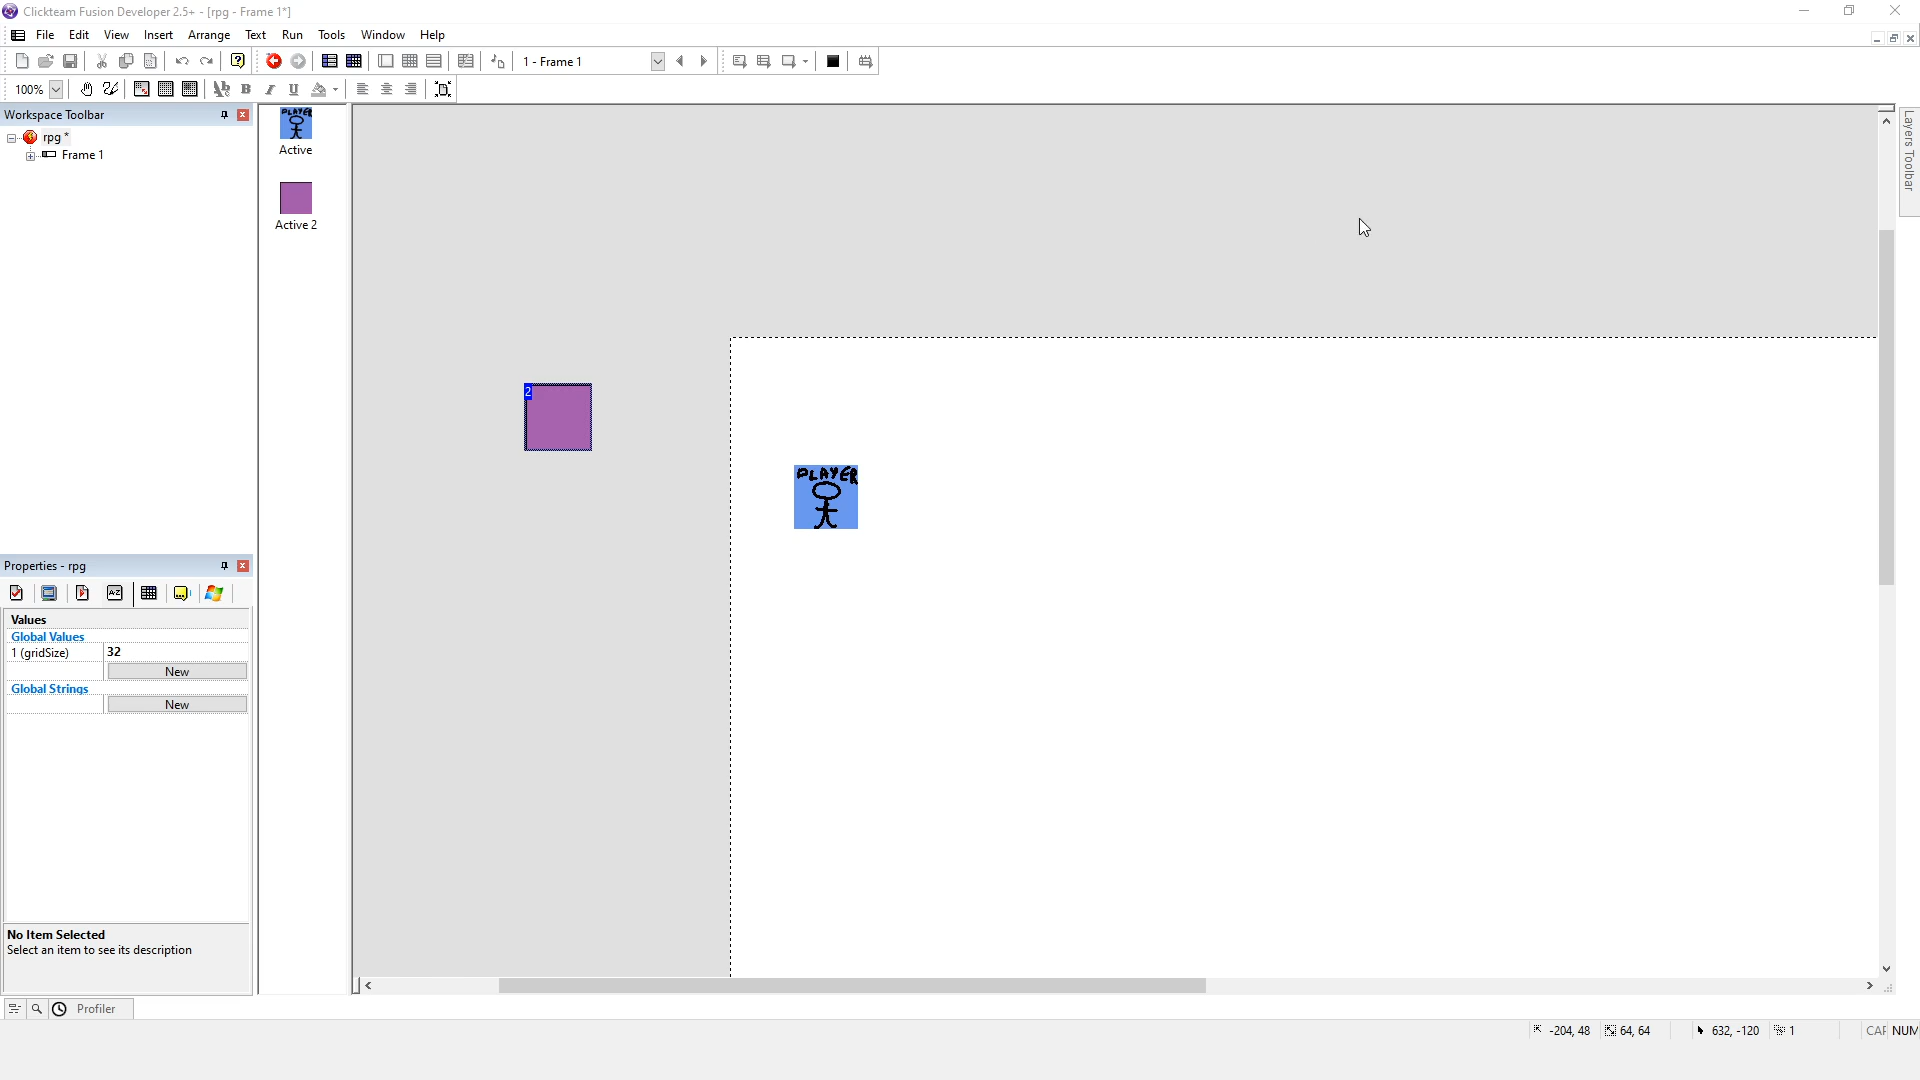 Clickteam Fusion Developer 2.5+ - [rpg - Frame 1*]
File Edit View Insert Arrange Text Run Tools Window Help
1 - Frame 1
100%
Workspace Toolbar
rpg *
Frame 1
PLAYER
Active
Active 2
Layers Toolbar
2
PLAYER
Properties - rpg
Values
Global Values
1 (gridSize) 32
New
Global Strings
New
No Item Selected
Select an item to see its description
Profiler
-204, 48 64, 64 632, -120 1 CAP NUM